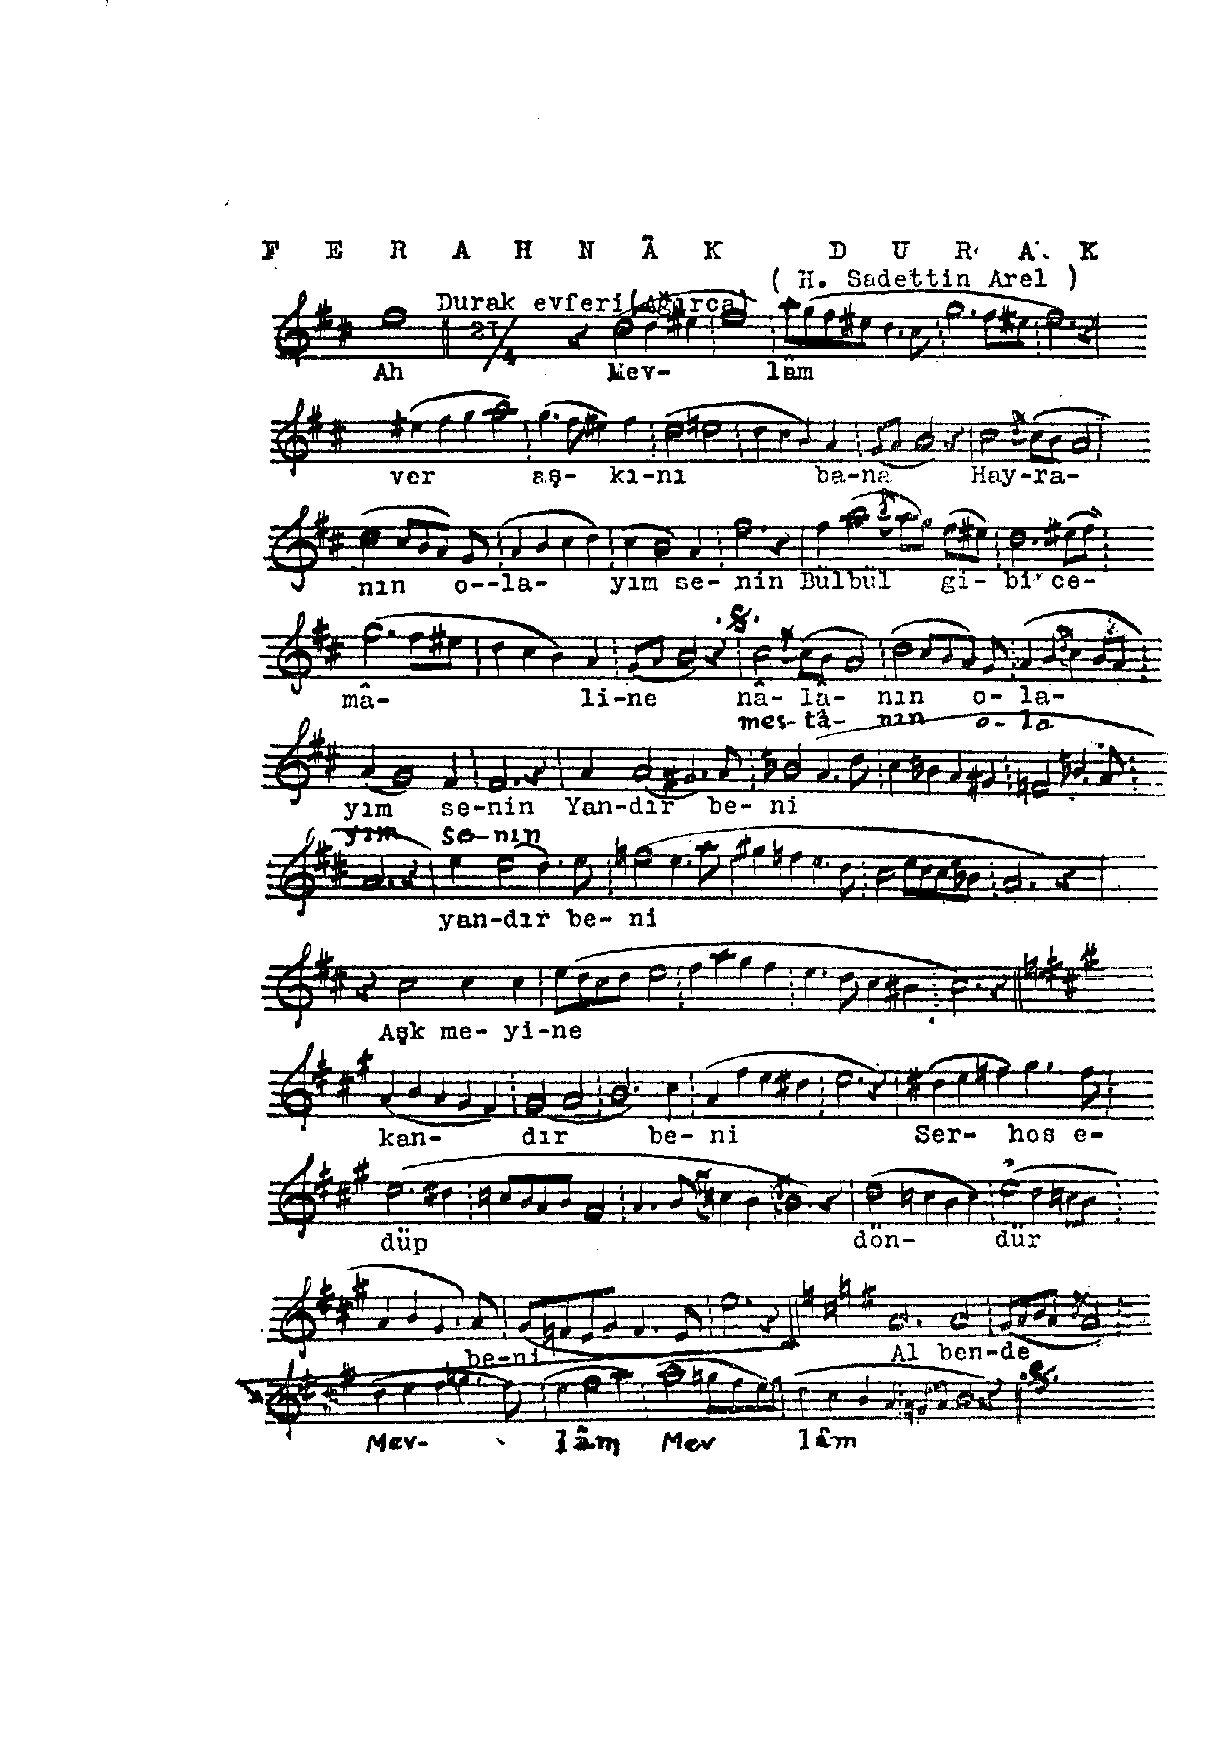 F E R A H N Â K D U R A K
( H. Sadettin Arel )
Durak evferi(Ağırca)
21/4
Ah Mev- lâm
ver aş- kı-nı ba-na Hay-ra-
nın o--la- yım se- nin Bülbül gi- bi ce-
mâ- li-ne nâ- lâ- nın o- la-
mes- tâ- nın o- la
yım se-nin Yan-dır be- ni
yım se-nin
yan-dır be- ni
Aşk me- yi-ne
kan- dır be- ni Ser- hos e-
düp dön- dür
be-ni Al ben-de
Mev- lâm Mev lâm